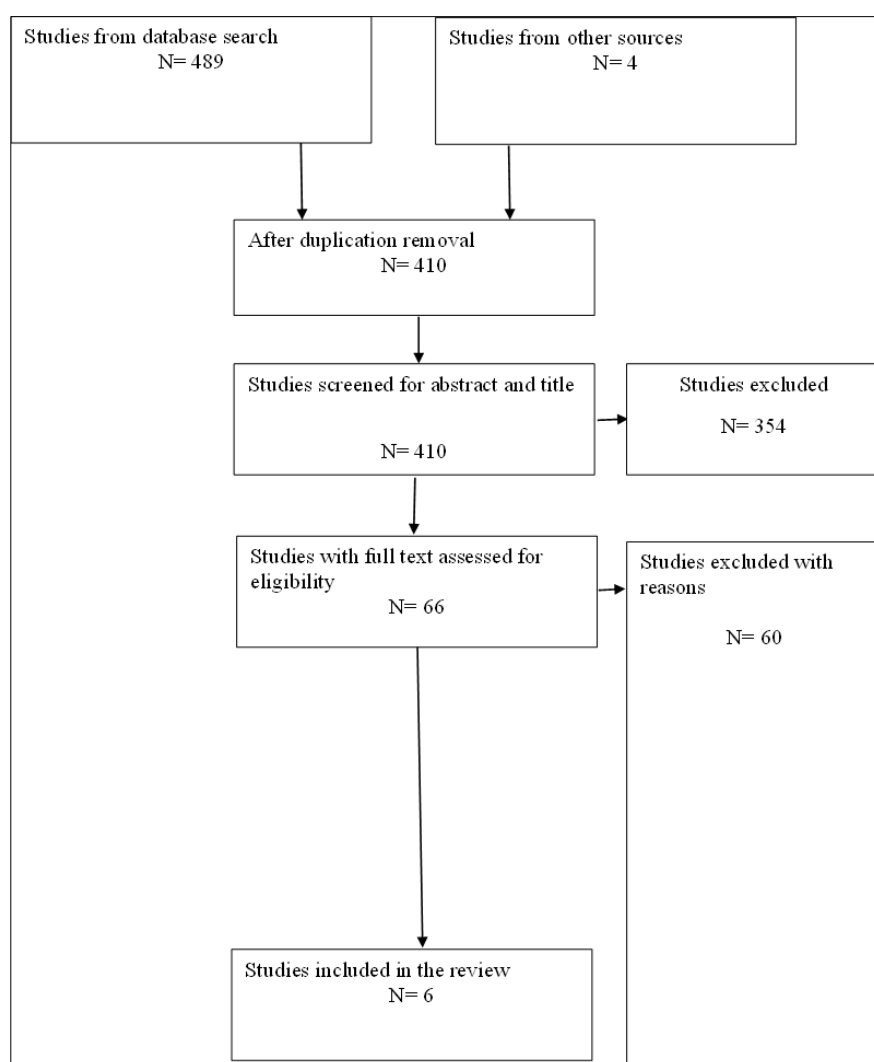 Studies from database search
N= 489
Studies from other sources
N= 4
After duplication removal
N= 410
Studies screened for abstract and title
N= 410
Studies excluded
N= 354
Studies with full text assessed for
eligibility
N= 66
Studies excluded with
reasons
N= 60
Studies included in the review
N= 6